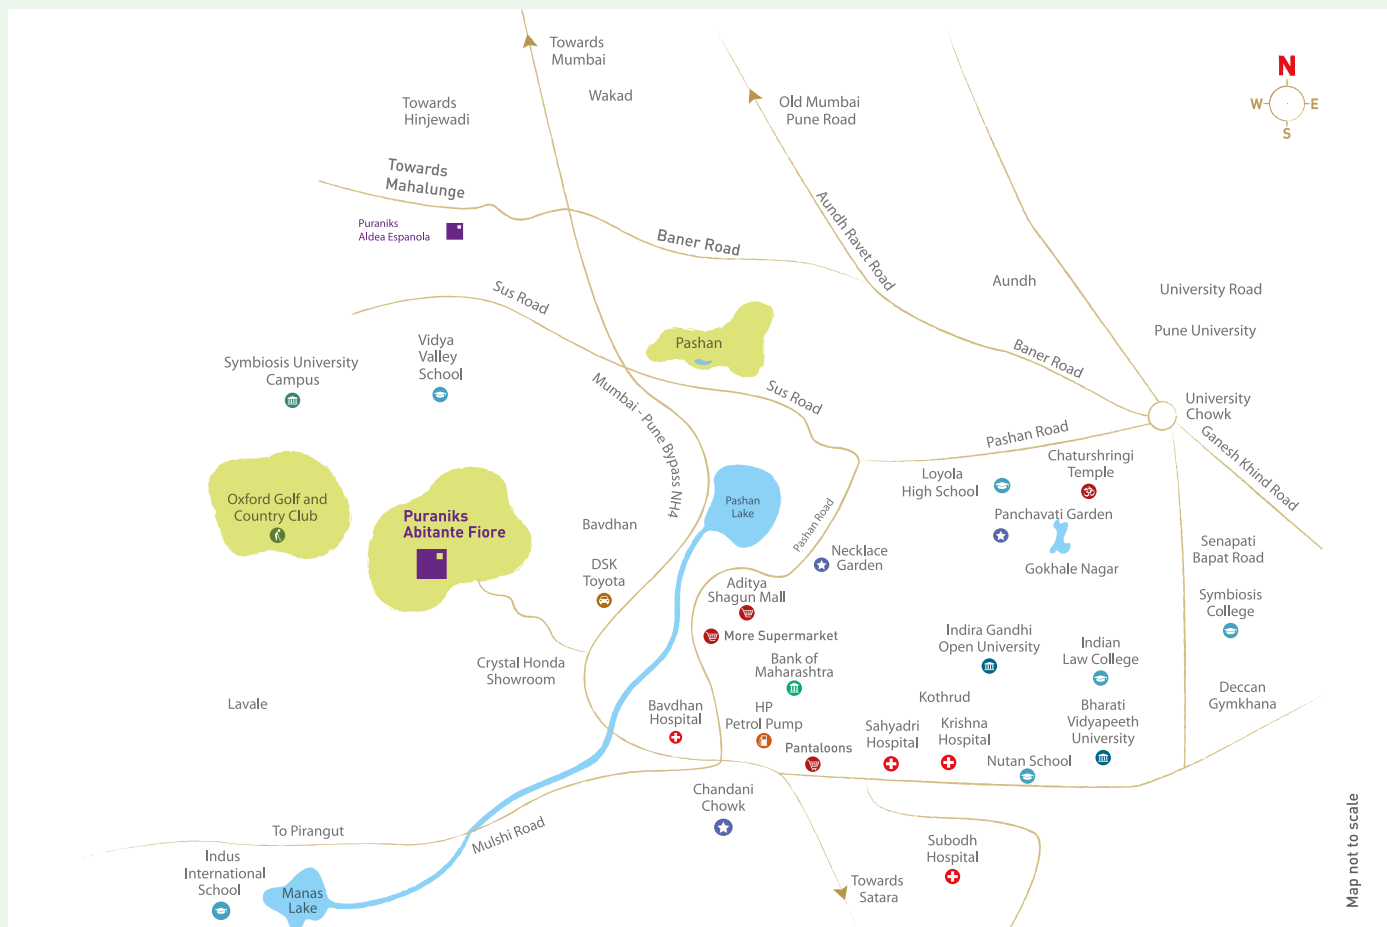 Towards
Mumbai
Wakad
Towards
Hinjewadi
Old Mumbai
Pune Road
N
W
E
S
Towards
Mahalunge
Puraniks
Aldea Espanola
Baner Road
Aundh Ravet Road
Aundh
University Road
Pune University
Sus Road
Vidya
Valley
School
Symbiosis University
Campus
Pashan
Baner Road
Mumbai - Pune Bypass NH4
Sus Road
University
Chowk
Ganesh Khind Road
Pashan Road
Chaturshringi
Temple
Loyola
High School
Oxford Golf and
Country Club
Puraniks
Abitante Fiore
Bavdhan
Pashan
Lake
Pashan Road
Panchavati Garden
Necklace
Garden
Gokhale Nagar
Senapati
Bapat Road
DSK
Toyota
Aditya
Shagun Mall
Symbiosis
College
More Supermarket
Indira Gandhi
Open University
Indian
Law College
Crystal Honda
Showroom
Bank of
Maharashtra
Lavale
Kothrud
Deccan
Gymkhana
Bavdhan
Hospital
HP
Petrol Pump
Sahyadri
Hospital
Krishna
Hospital
Bharati
Vidyapeeth
University
Pantaloons
Nutan School
Chandani
Chowk
To Pirangut
Mulshi Road
Indus
International
School
Manas
Lake
Subodh
Hospital
Towards
Satara
Map not to scale